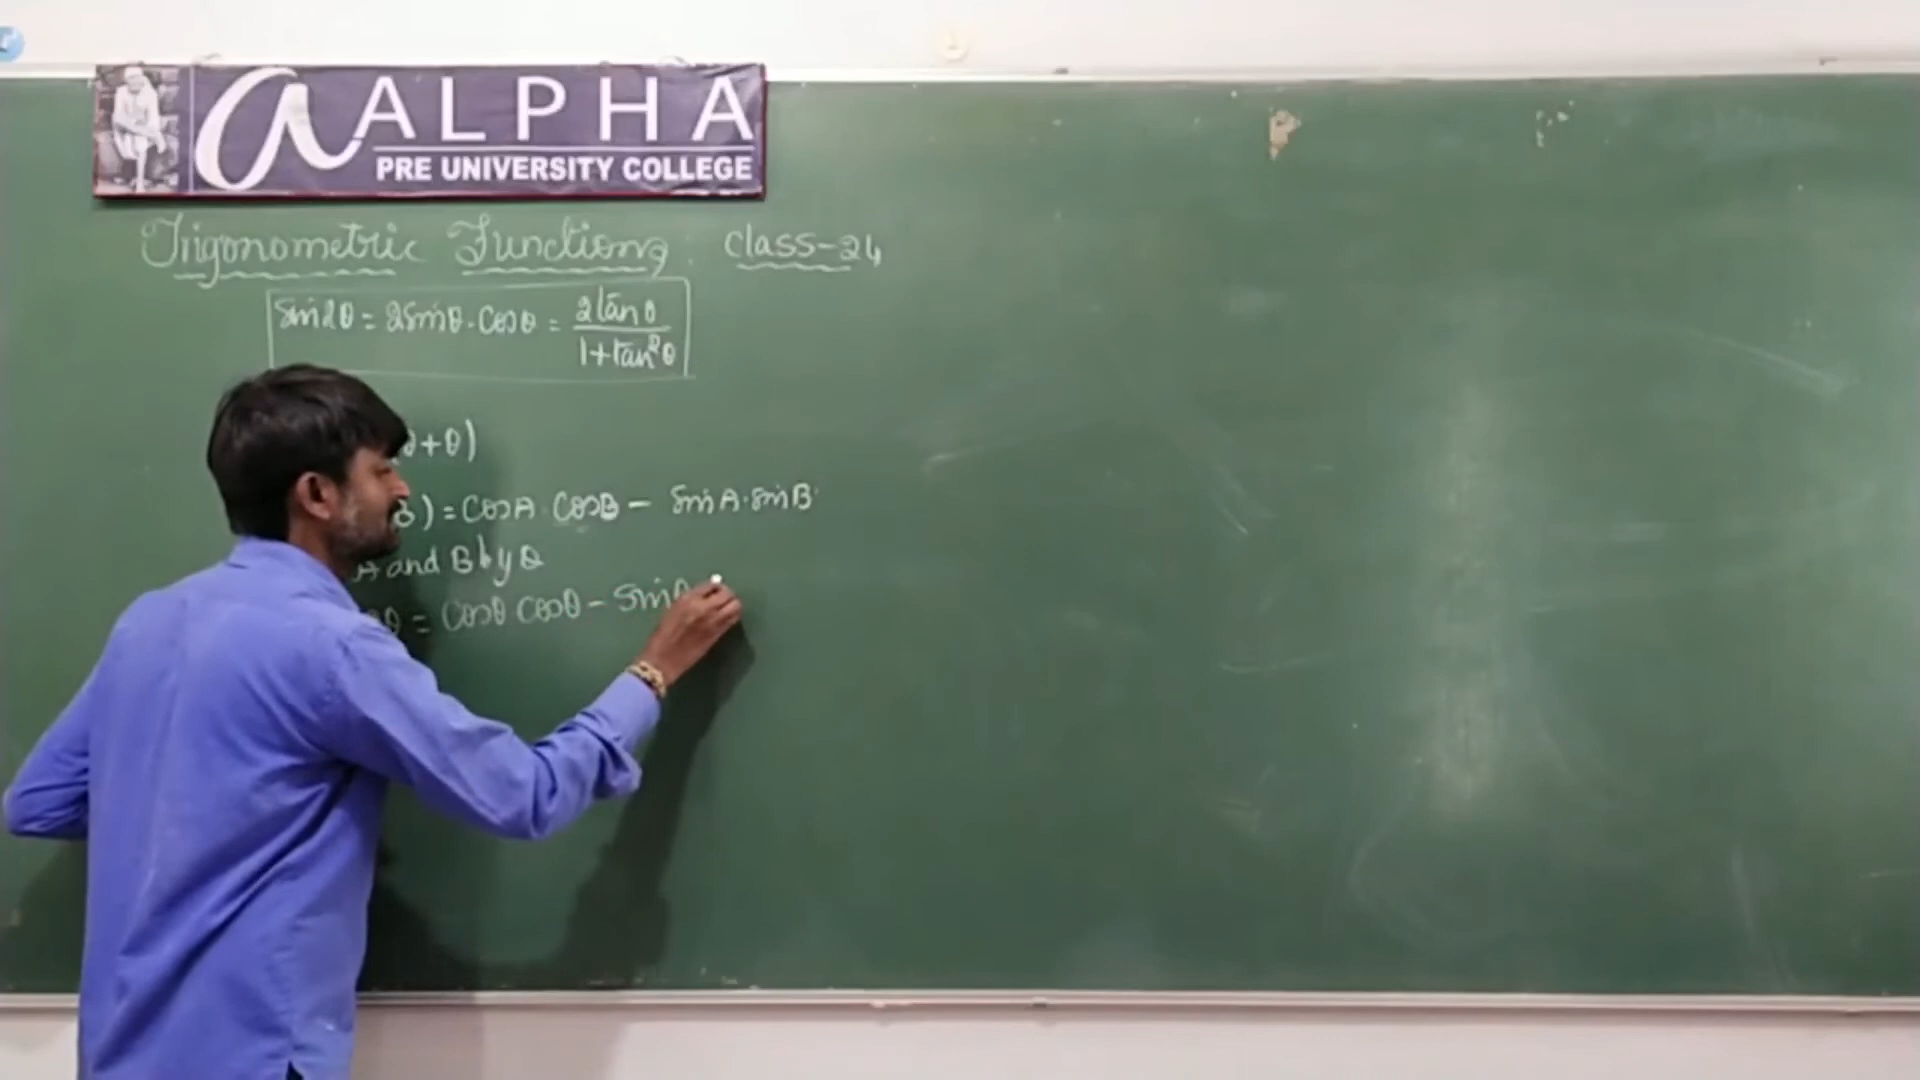 a ALPHA
PRE UNIVERSITY COLLEGE
Trigonometric Functions : Class-24
Sin2θ = 2Sinθ·Cosθ = 2tanθ / 1+tan²θ
+θ)
) = CosA CosB - SinA·SinB
A and B by θ
θ = Cosθ Cosθ - Sinθ